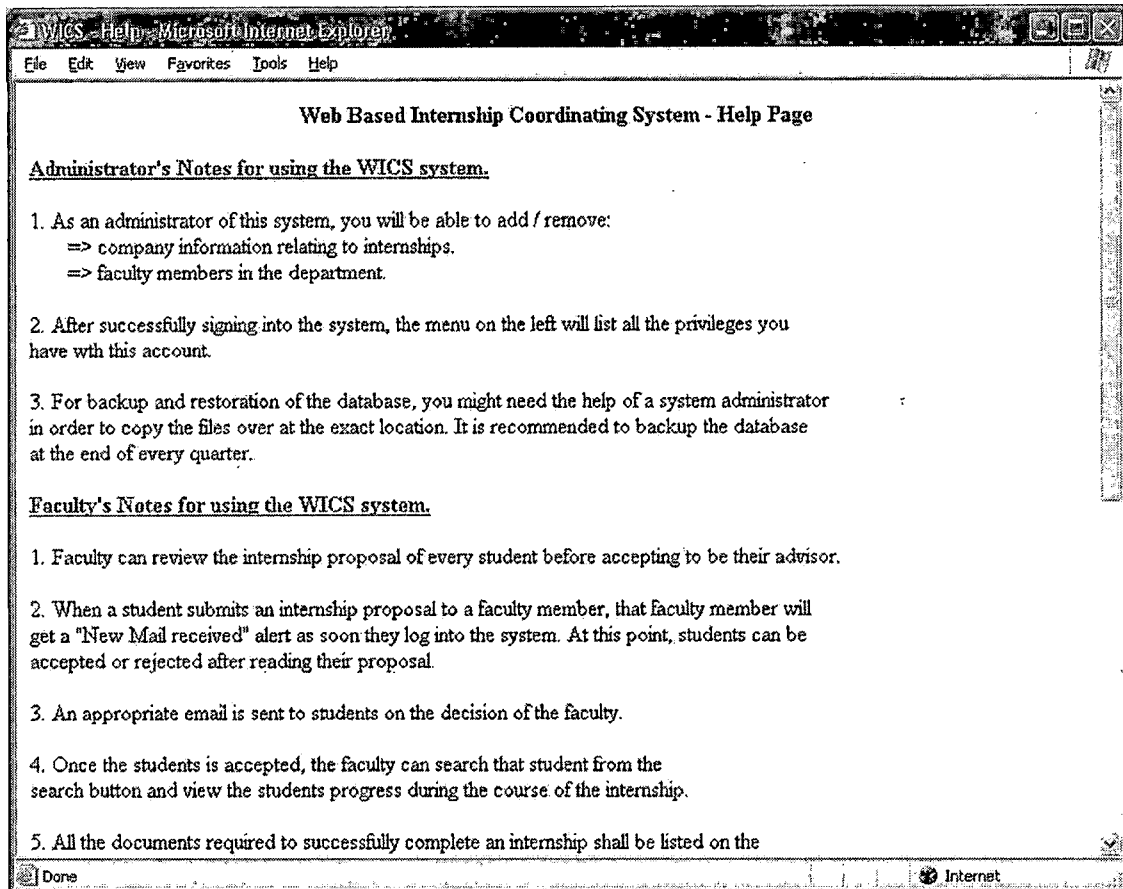 WICS - Help - Microsoft Internet Explorer
File Edit View Favorites Tools Help
Web Based Internship Coordinating System - Help Page
Administrator's Notes for using the WICS system.
1. As an administrator of this system, you will be able to add / remove:
=> company information relating to internships.
=> faculty members in the department.
2. After successfully signing into the system, the menu on the left will list all the privileges you
have wth this account.
3. For backup and restoration of the database, you might need the help of a system administrator
in order to copy the files over at the exact location. It is recommended to backup the database
at the end of every quarter.
Faculty's Notes for using the WICS system.
1. Faculty can review the internship proposal of every student before accepting to be their advisor.
2. When a student submits an internship proposal to a faculty member, that faculty member will
get a "New Mail received" alert as soon they log into the system. At this point, students can be
accepted or rejected after reading their proposal.
3. An appropriate email is sent to students on the decision of the faculty.
4. Once the students is accepted, the faculty can search that student from the
search button and view the students progress during the course of the internship.
5. All the documents required to successfully complete an internship shall be listed on the
Done Internet